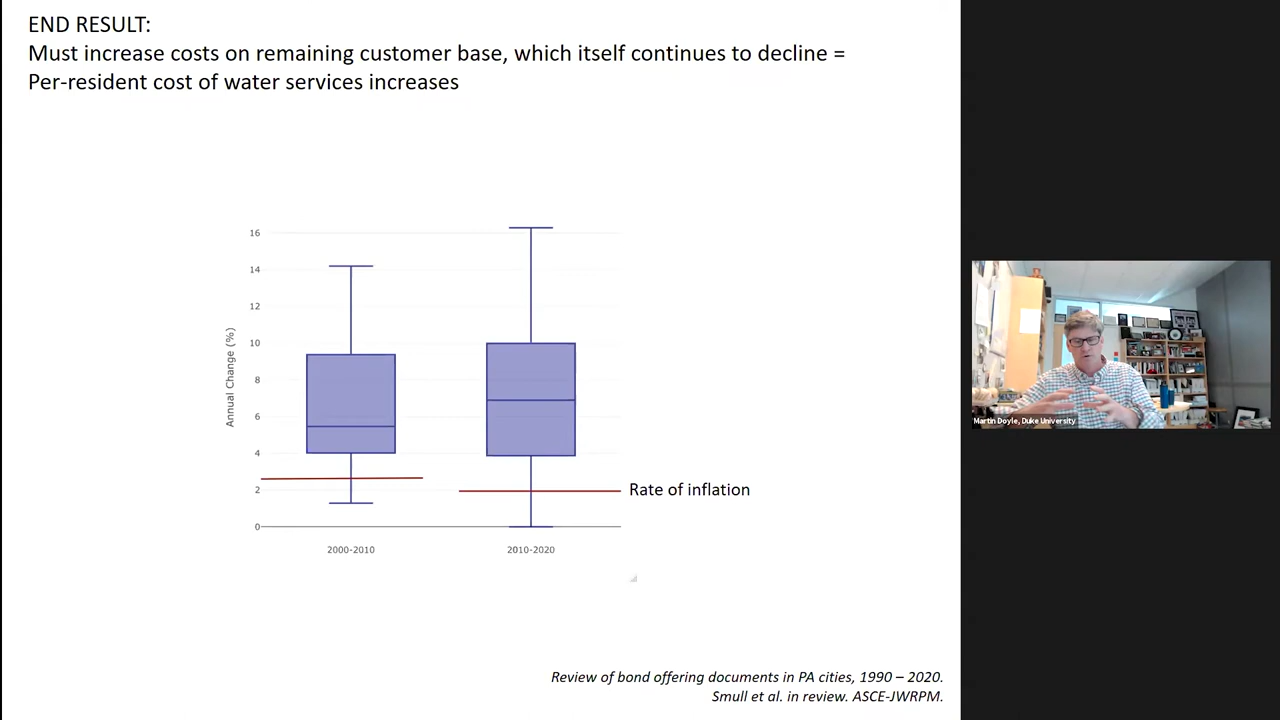 END RESULT:
Must increase costs on remaining customer base, which itself continues to decline =
Per-resident cost of water services increases
16
14
12
10
8
6
4
2
0
Annual Change (%)
Rate of inflation
2000-2010
2010-2020
Review of bond offering documents in PA cities, 1990 – 2020.
Smull et al. in review. ASCE-JWRPM.
Martin Doyle, Duke University